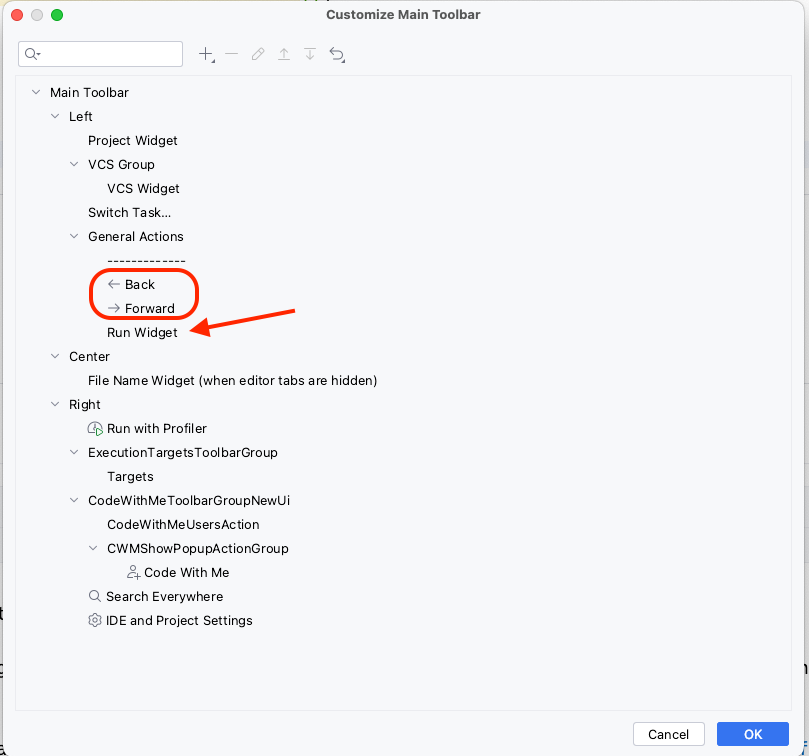 Customize Main Toolbar
Main Toolbar
Left
Project Widget
VCS Group
VCS Widget
Switch Task...
General Actions
-------------
Back
Forward
Run Widget
Center
File Name Widget (when editor tabs are hidden)
Right
Run with Profiler
ExecutionTargetsToolbarGroup
Targets
CodeWithMeToolbarGroupNewUi
CodeWithMeUsersAction
CWMShowPopupActionGroup
Code With Me
Search Everywhere
IDE and Project Settings
Cancel OK